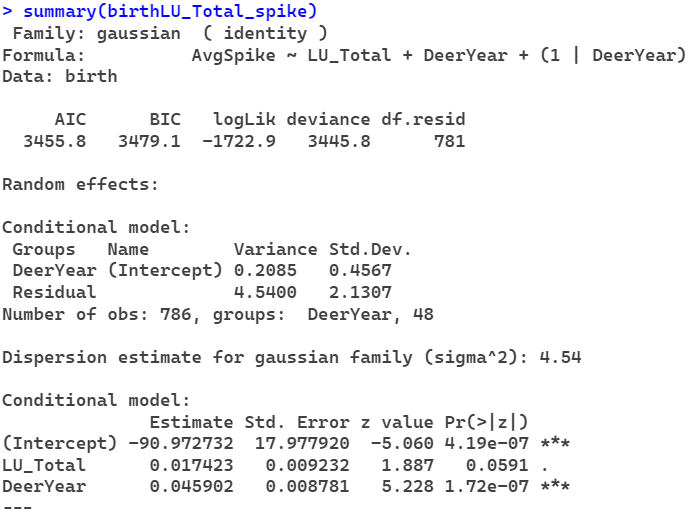 > summary(birthLU_Total_spike)
 Family: gaussian  ( identity )
Formula:          AvgSpike ~ LU_Total + DeerYear + (1 | DeerYear)
Data: birth

     AIC      BIC   logLik deviance df.resid
  3455.8   3479.1  -1722.9   3445.8      781

Random effects:

Conditional model:
 Groups   Name        Variance Std.Dev.
 DeerYear (Intercept) 0.2085   0.4567
 Residual             4.5400   2.1307
Number of obs: 786, groups:  DeerYear, 48

Dispersion estimate for gaussian family (sigma^2): 4.54

Conditional model:
              Estimate Std. Error z value Pr(>|z|)
(Intercept) -90.972732  17.977920  -5.060 4.19e-07 ***
LU_Total      0.017423   0.009232   1.887   0.0591 .
DeerYear      0.045902   0.008781   5.228 1.72e-07 ***
---